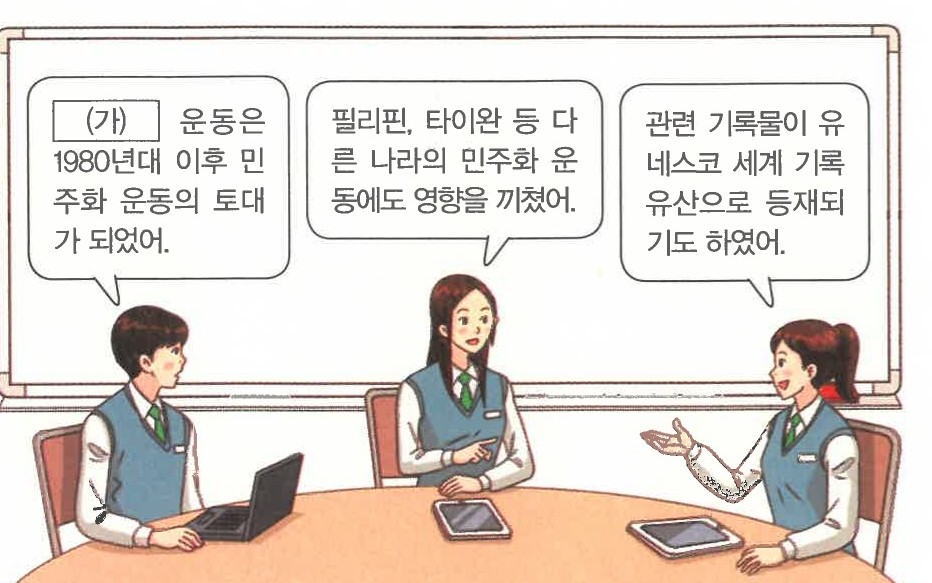 (가) 운동은
1980년대 이후 민
주화 운동의 토대
가 되었어.
필리핀, 타이완 등 다
른 나라의 민주화 운
동에도 영향을 끼쳤어.
관련 기록물이 유
네스코 세계 기록
유산으로 등재되
기도 하였어.